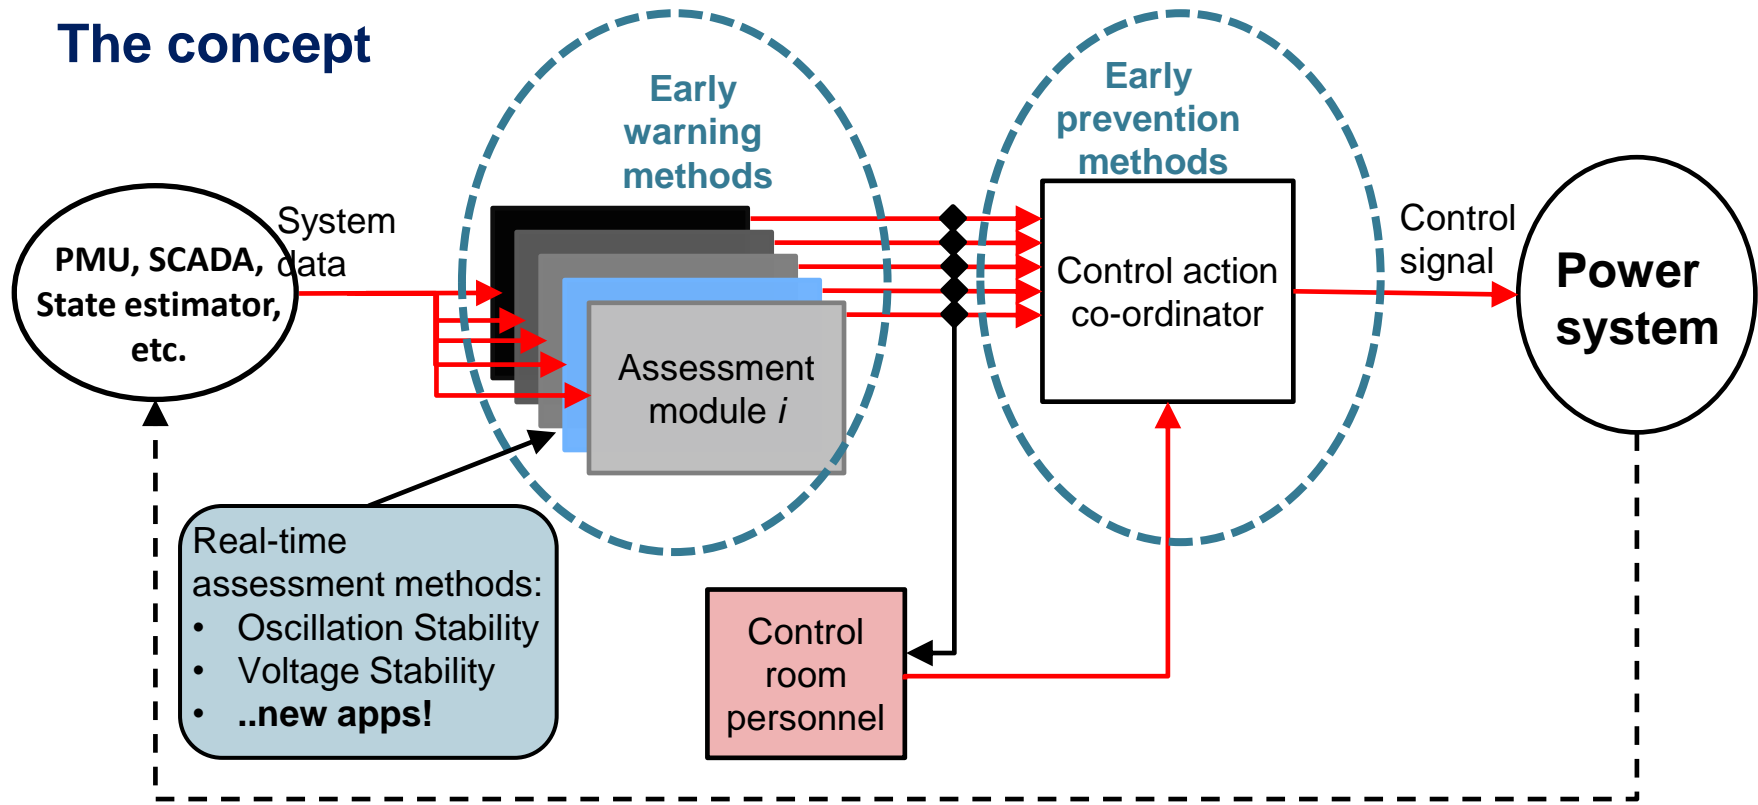 The concept
Early
warning
methods
Early
prevention
methods
System
data
PMU, SCADA,
State estimator,
etc.
Assessment
module i
Control action
co-ordinator
Control
signal
Power
system
Real-time
assessment methods:
• Oscillation Stability
• Voltage Stability
• ..new apps!
Control
room
personnel